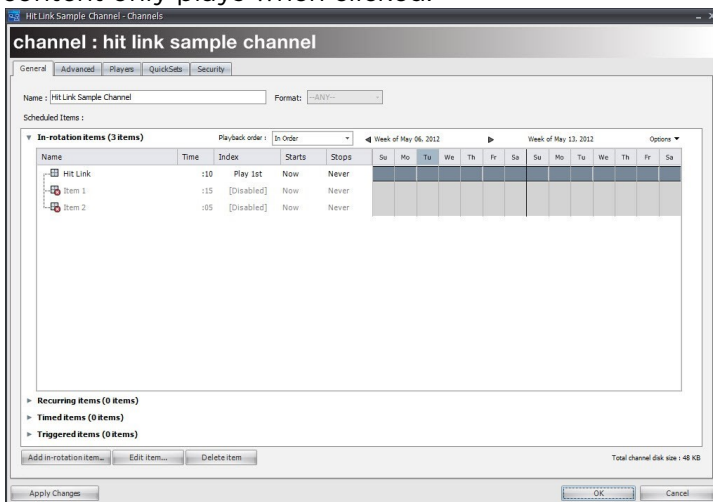 content only plays when clicked.
Hit Link Sample Channel - Channels
channel : hit link sample channel
General Advanced Players QuickSets Security
Name : Hit Link Sample Channel Format: --ANY--
Scheduled Items :
In-rotation items (3 items) Playback order : In Order Week of May 06, 2012 Week of May 13, 2012 Options
Name Time Index Starts Stops Su Mo Tu We Th Fr Sa Su Mo Tu We Th Fr Sa
Hit Link :10 Play 1st Now Never
Item 1 :15 [Disabled] Now Never
Item 2 :05 [Disabled] Now Never
Recurring items (0 items)
Timed items (0 items)
Triggered items (0 items)
Add in-rotation item... Edit item... Delete item Total channel disk size : 48 KB
Apply Changes OK Cancel